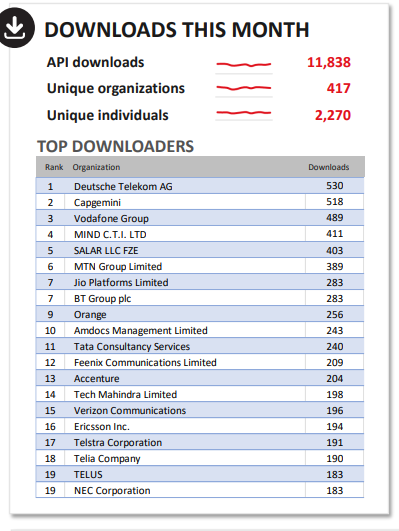 DOWNLOADS THIS MONTH
API downloads 11,838
Unique organizations 417
Unique individuals 2,270
TOP DOWNLOADERS
Rank Organization Downloads
1 Deutsche Telekom AG 530
2 Capgemini 518
3 Vodafone Group 489
4 MIND C.T.I. LTD 411
5 SALAR LLC FZE 403
6 MTN Group Limited 389
7 Jio Platforms Limited 283
7 BT Group plc 283
9 Orange 256
10 Amdocs Management Limited 243
11 Tata Consultancy Services 240
12 Feenix Communications Limited 209
13 Accenture 204
14 Tech Mahindra Limited 198
15 Verizon Communications 196
16 Ericsson Inc. 194
17 Telstra Corporation 191
18 Telia Company 190
19 TELUS 183
19 NEC Corporation 183